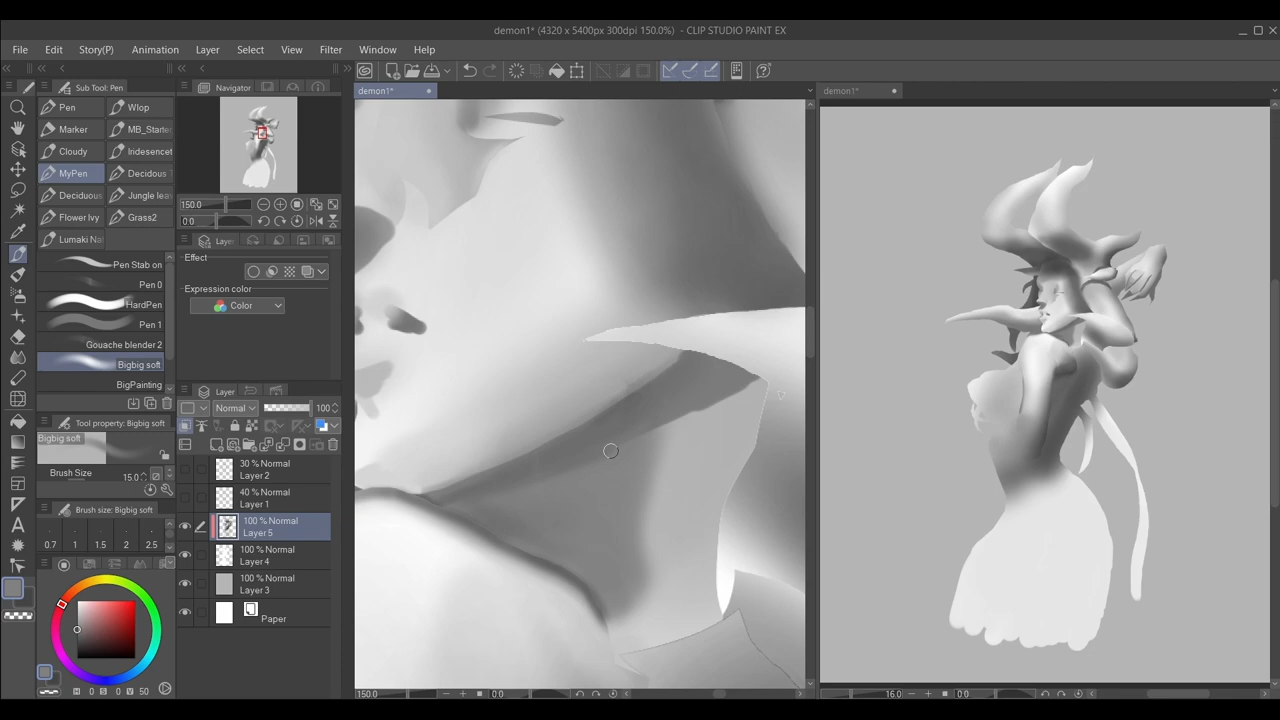 demon1* (4320 x 5400px 300dpi 150.0%) - CLIP STUDIO PAINT EX
File Edit Story(P) Animation Layer Select View Filter Window Help
Sub Tool: Pen
Navigator
demon1*
demon1*
Pen Wlop
Marker MB_Starte
Cloudy Iridescenct
MyPen Decidous
Deciduous Jungle lea
Flower Ivy Grass2
Lumaki Na
150.0
0.0
Layer
Effect
Expression color
Color
Pen Stab on
Pen 0
HardPen
Pen 1
Gouache blender 2
Bigbig soft
BigPainting
Layer
Normal 100
Tool property: Bigbig soft
Bigbig soft
Brush Size 15.0
Brush size: Bigbig soft
0.7 1 1.5 2 2.5
30 % Normal
Layer 2
40 % Normal
Layer 1
100 % Normal
Layer 5
100 % Normal
Layer 4
100 % Normal
Layer 3
Paper
H 0 S 0 V 50
150.0 0.0
16.0 0.0